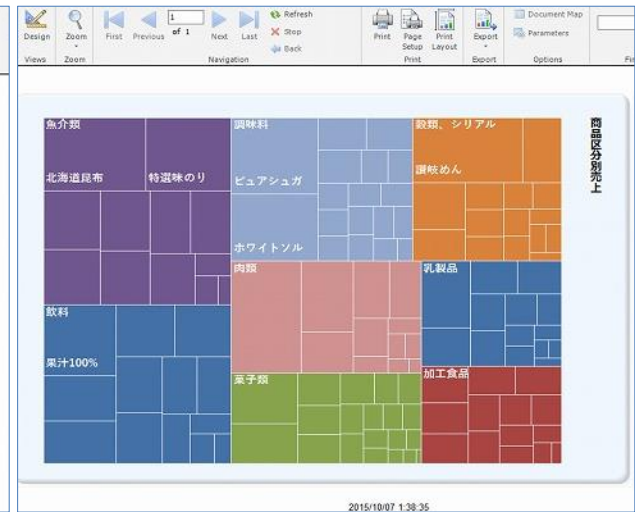 Design
Zoom
First
Previous
1
of 1
Next
Last
Refresh
Stop
Back
Print
Page Setup
Print Layout
Export
Document Map
Parameters
Views
Zoom
Navigation
Print
Export
Options
商品区分別売上
魚介類
北海道昆布
特選味のり
調味料
ピュアシュガ
ホワイトソル
穀類、シリアル
讃岐めん
飲料
果汁100%
肉類
乳製品
菓子類
加工食品
2015/10/07 1:38:35